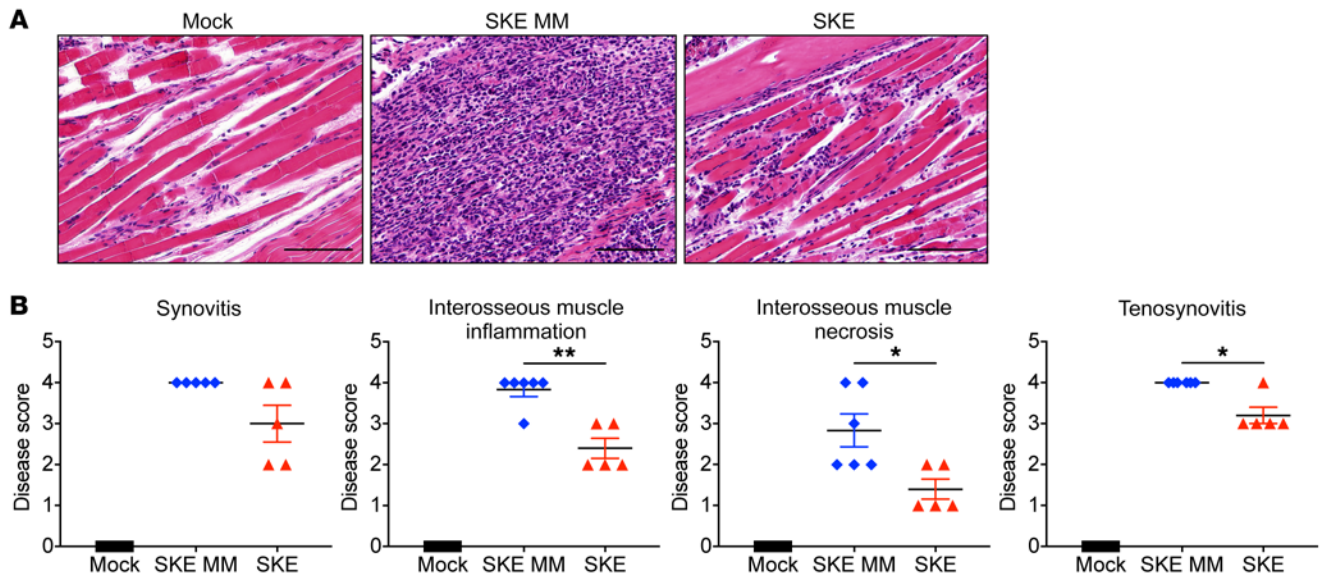 A
Mock
SKE MM
SKE
B
Synovitis
Disease score
5
4
3
2
1
0
Mock
SKE MM
SKE
Interosseous muscle
inflammation
**
Disease score
5
4
3
2
1
0
Mock
SKE MM
SKE
Interosseous muscle
necrosis
*
Disease score
5
4
3
2
1
0
Mock
SKE MM
SKE
Tenosynovitis
*
Disease score
5
4
3
2
1
0
Mock
SKE MM
SKE